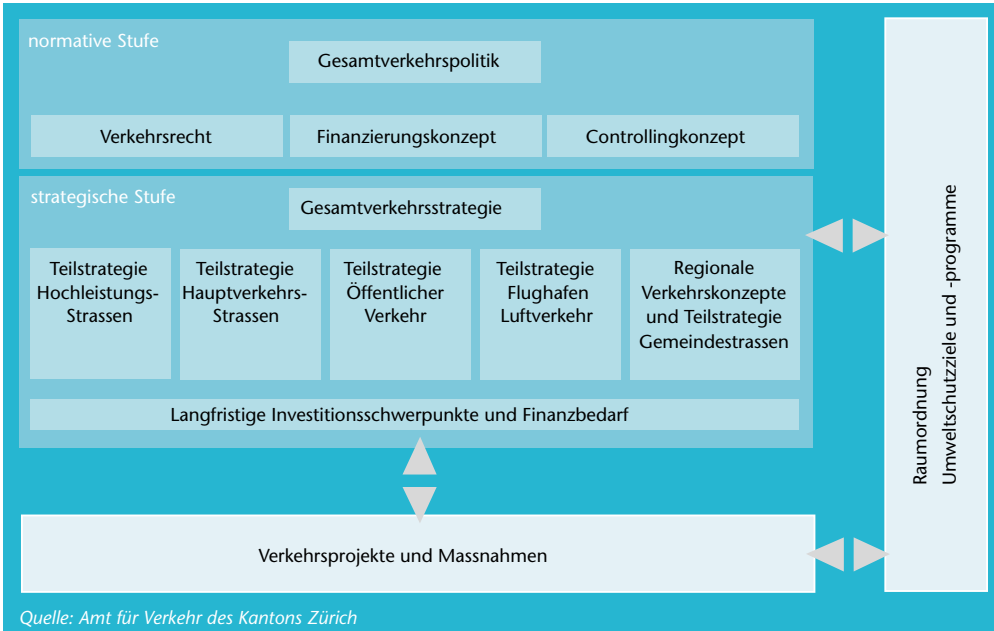 normative Stufe
Gesamtverkehrspolitik
Verkehrsrecht
Finanzierungskonzept
Controllingkonzept
strategische Stufe
Gesamtverkehrsstrategie
Teilstrategie
Hochleistungs-
Strassen
Teilstrategie
Hauptverkehrs-
Strassen
Teilstrategie
Öffentlicher
Verkehr
Teilstrategie
Flughafen
Luftverkehr
Regionale
Verkehrskonzepte
und Teilstrategie
Gemeindestrassen
Langfristige Investitionsschwerpunkte und Finanzbedarf
Verkehrsprojekte und Massnahmen
Raumordnung
Umweltschutzziele und -programme
Quelle: Amt für Verkehr des Kantons Zürich